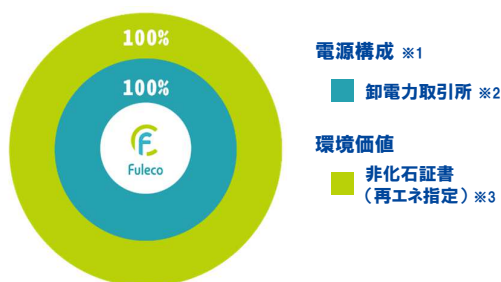 100%
100%
Fuleco
電源構成 ※1
卸電力取引所 ※2
環境価値
非化石証書
（再エネ指定）※3